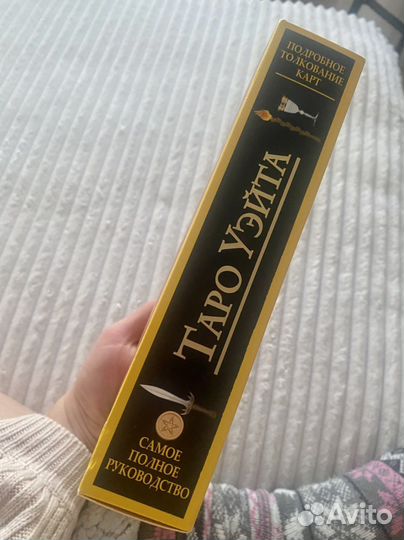 ПОДРОБНОЕ
ТОЛКОВАНИЕ
КАРТ
ТАРО УЭЙТА
САМОЕ
ПОЛНОЕ
РУКОВОДСТВО
Avito